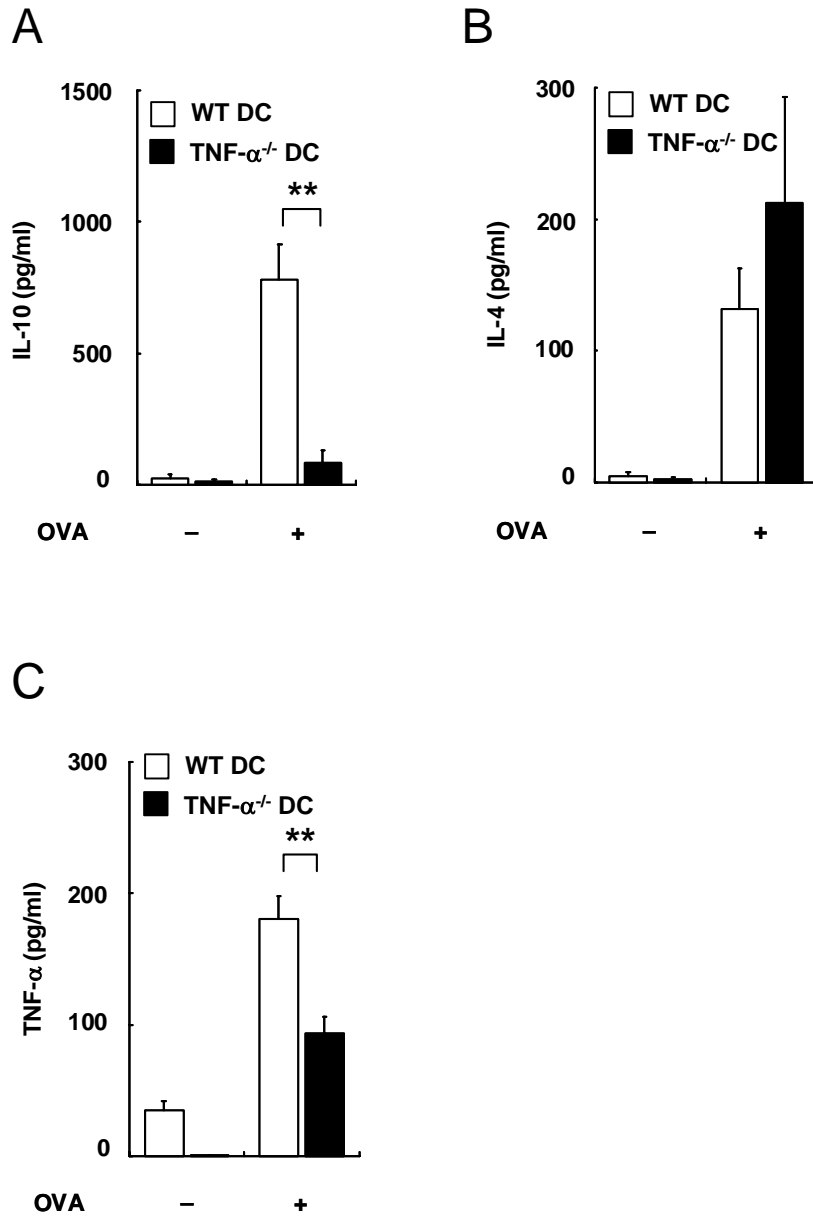 A
1500
1000
500
0
IL-10 (pg/ml)
WT DC
TNF-α-/- DC
**
OVA – +
B
300
200
100
0
IL-4 (pg/ml)
WT DC
TNF-α-/- DC
OVA – +
C
300
200
100
0
TNF-α (pg/ml)
WT DC
TNF-α-/- DC
**
OVA – +